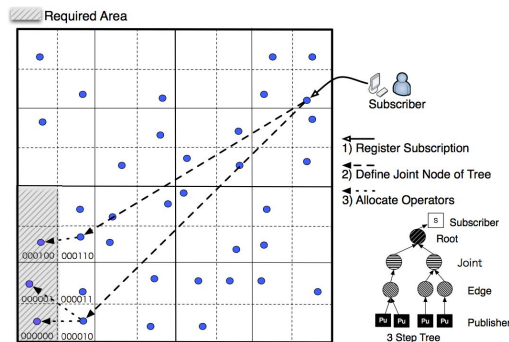 Required Area
Subscriber
1) Register Subscription
2) Define Joint Node of Tree
3) Allocate Operators
S
Subscriber
Root
Joint
Edge
Pu Pu Pu Pu Publisher
3 Step Tree
000100 000110
000011
000000 000010